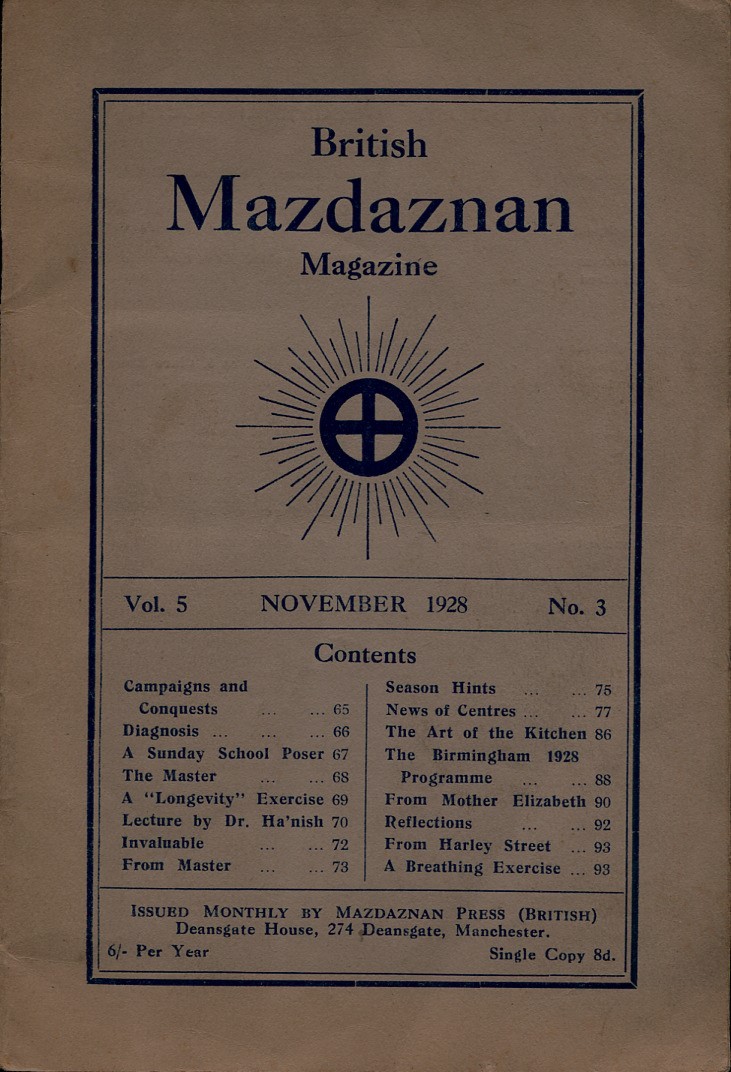 British
Mazdaznan
Magazine
Vol. 5 NOVEMBER 1928 No. 3
Contents
Campaigns and
Conquests ... ... 65
Diagnosis ... ... ... 66
A Sunday School Poser 67
The Master ... ... 68
A "Longevity" Exercise 69
Lecture by Dr. Ha'nish 70
Invaluable ... ... 72
From Master ... ... 73
Season Hints ... ... 75
News of Centres ... ... 77
The Art of the Kitchen 86
The Birmingham 1928
Programme ... ... 88
From Mother Elizabeth 90
Reflections ... ... 92
From Harley Street ... 93
A Breathing Exercise ... 93
Issued Monthly by Mazdaznan Press (British)
Deansgate House, 274 Deansgate, Manchester.
6/- Per Year Single Copy 8d.